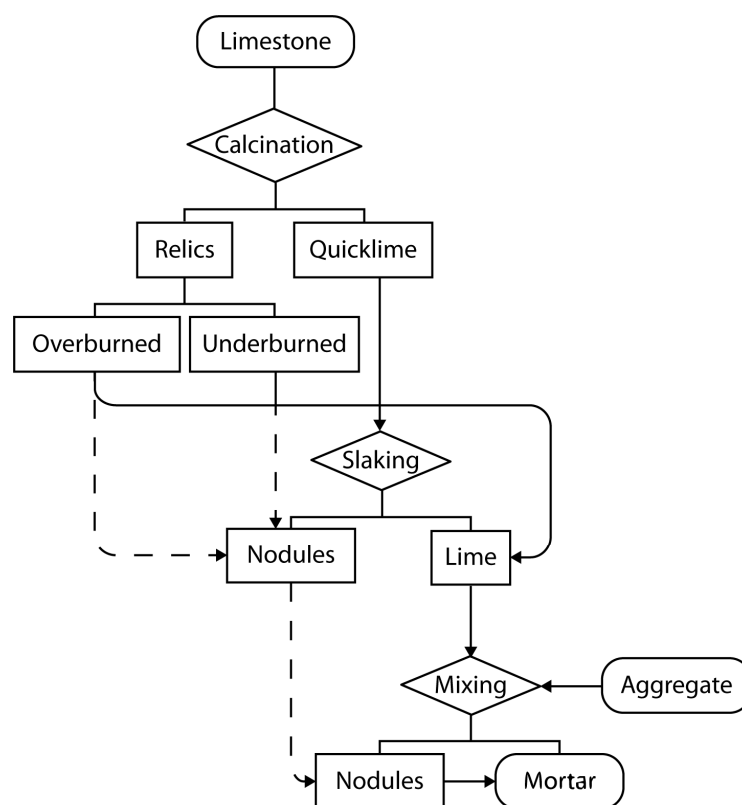 Limestone
Calcination
Relics
Quicklime
Overburned
Underburned
Slaking
Nodules
Lime
Mixing
Aggregate
Nodules
Mortar